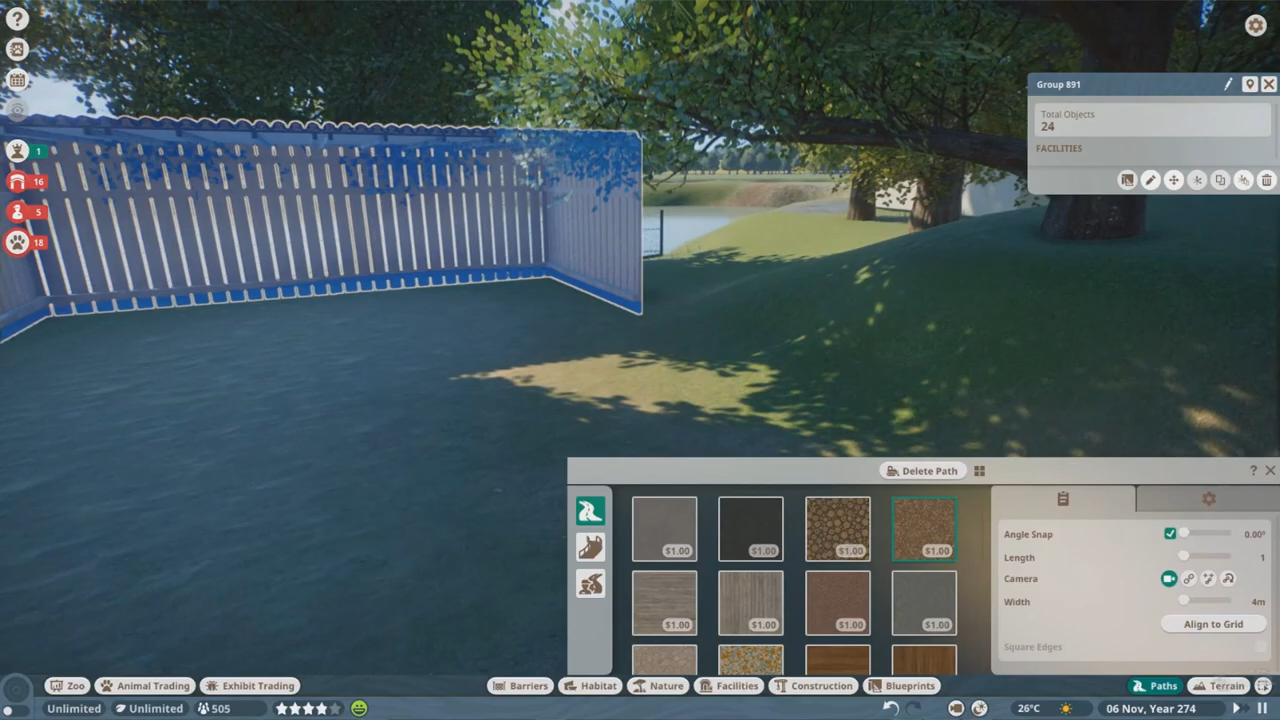 ?
Group 891
Total Objects
24
FACILITIES
1
16
5
18
Delete Path
?
$1.00
$1.00
$1.00
$1.00
$1.00
$1.00
$1.00
$1.00
Angle Snap
0.00°
Length
1
Camera
Width
4m
Align to Grid
Square Edges
Zoo
Animal Trading
Exhibit Trading
Barriers
Habitat
Nature
Facilities
Construction
Blueprints
Paths
Terrain
Unlimited
Unlimited
505
26°C
06 Nov, Year 274